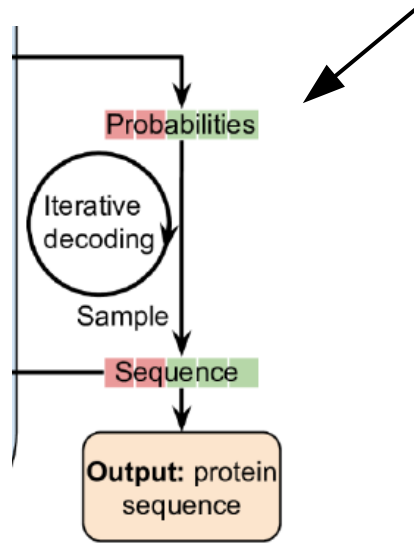 Probabilities
Iterative
decoding
Sample
Sequence
Output: protein
sequence